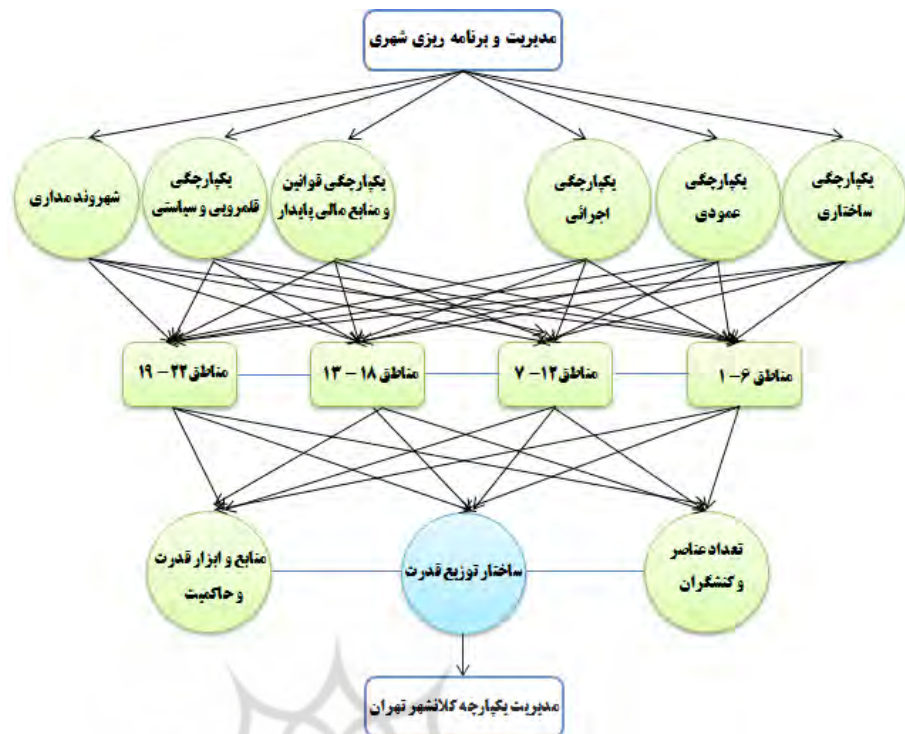 مدیریت و برنامه ریزی شهری
یکپارچگی
ساختاری
یکپارچگی
عمودی
یکپارچگی
اجرائی
یکپارچگی قوانین
و منابع مالی پایدار
یکپارچگی
قلمرویی و سیاستی
شهروند مداری
مناطق ۶ - ۱
مناطق ۱۲ - ۷
مناطق ۱۸ - ۱۳
مناطق ۲۲ - ۱۹
تعداد عناصر
و کنشگران
ساختار توزیع قدرت
منابع و ابزار قدرت
و حاکمیت
مدیریت یکپارچه کلانشهر تهران